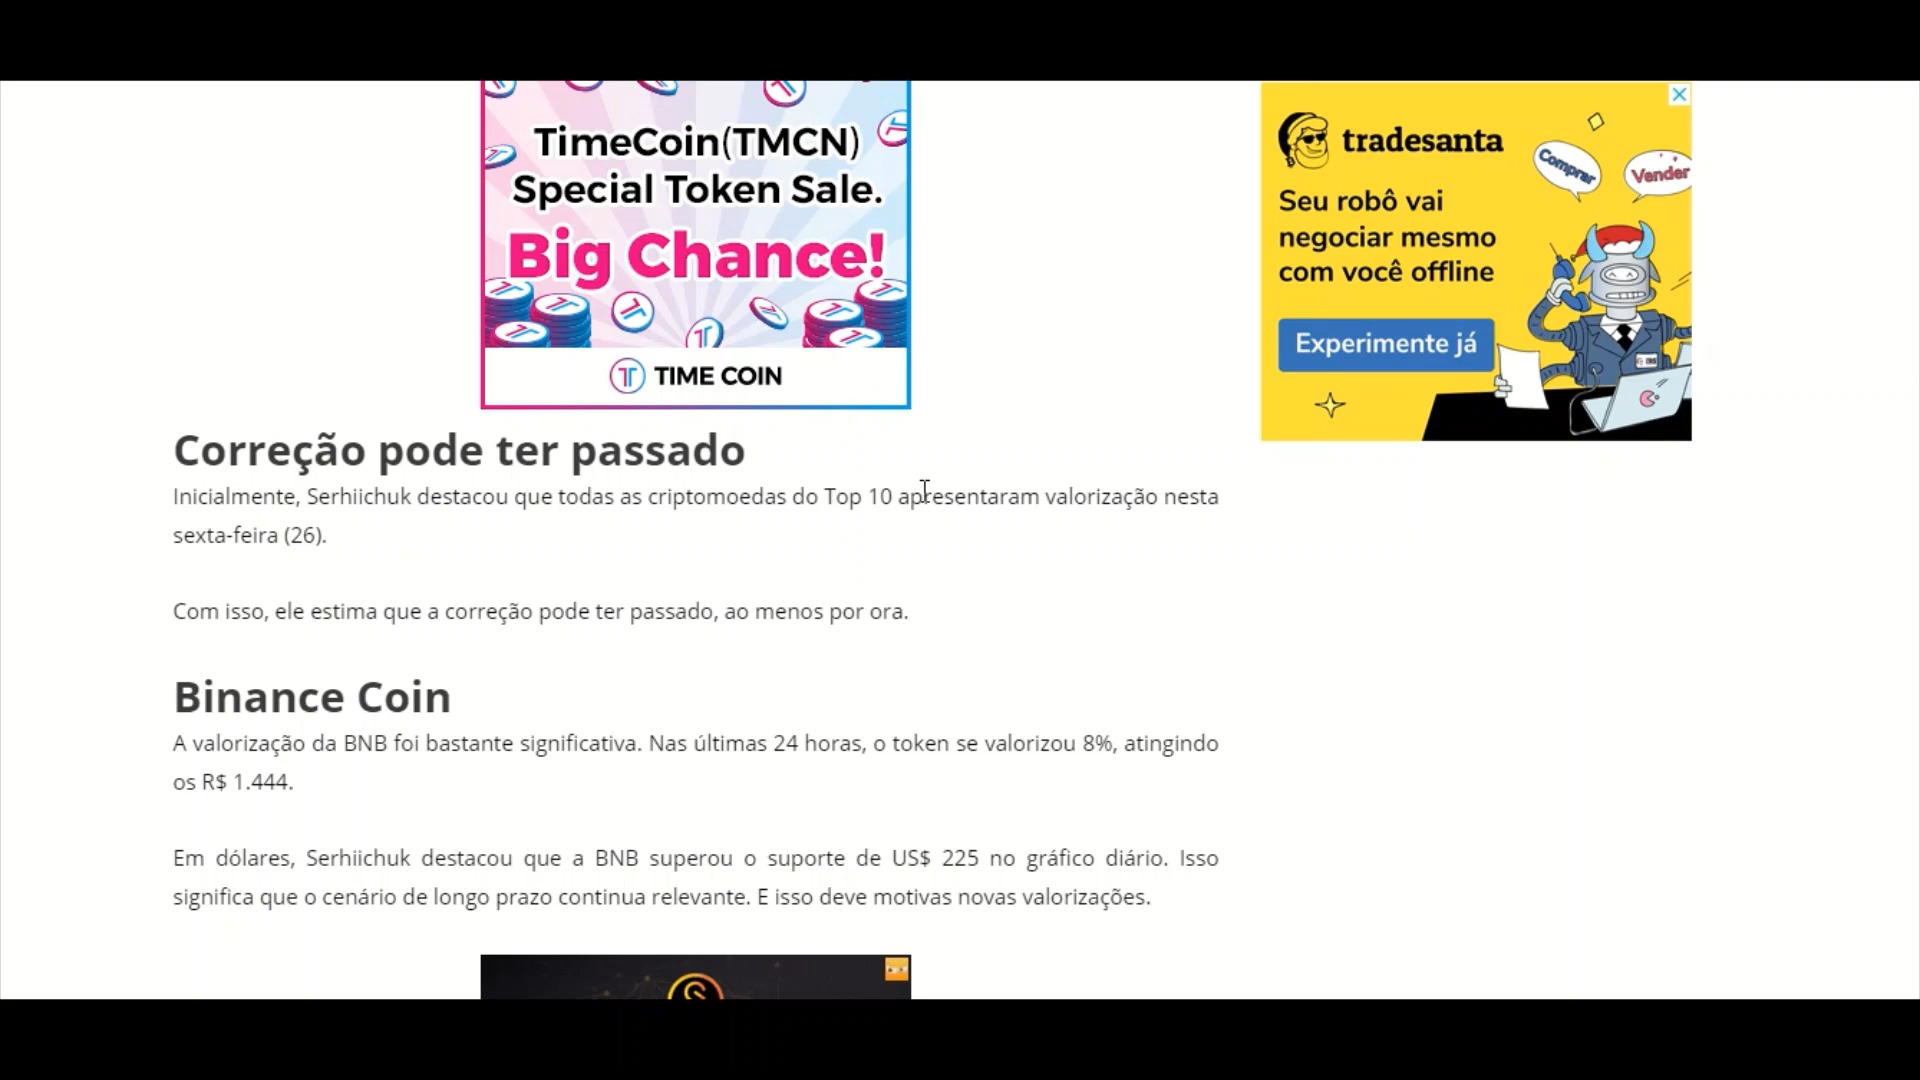 TimeCoin(TMCN)
Special Token Sale.
Big Chance!
TIME COIN
tradesanta
Comprar
Vender
Seu robô vai
negociar mesmo
com você offline
Experimente já
Correção pode ter passado
Inicialmente, Serhiichuk destacou que todas as criptomoedas do Top 10 apresentaram valorização nesta
sexta-feira (26).
Com isso, ele estima que a correção pode ter passado, ao menos por ora.
Binance Coin
A valorização da BNB foi bastante significativa. Nas últimas 24 horas, o token se valorizou 8%, atingindo
os R$ 1.444.
Em dólares, Serhiichuk destacou que a BNB superou o suporte de US$ 225 no gráfico diário. Isso
significa que o cenário de longo prazo continua relevante. E isso deve motivas novas valorizações.